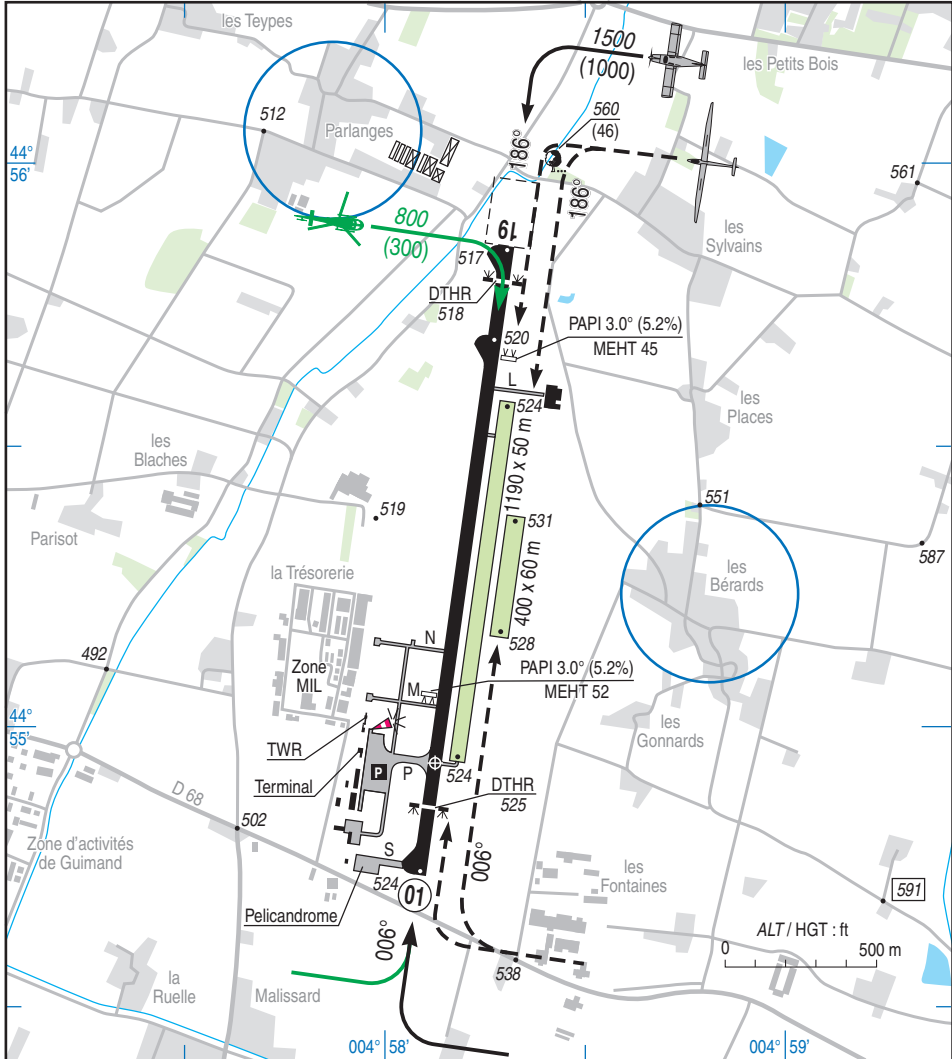 les Teypes
1500
(1000)
les Petits Bois
512
Parlanges
560
(46)
44°
56'
186°
186°
561
800
(300)
les
Sylvains
19
517
DTHR
518
520
PAPI 3.0° (5.2%)
MEHT 45
L
524
les
Places
1190 x 50 m
les
Blaches
551
519
531
Parisot
587
400 x 60 m
les
Bérards
la Trésorerie
528
N
492
Zone
MIL
PAPI 3.0° (5.2%)
MEHT 52
M
les
Gonnards
44°
55'
TWR
P
Terminal
P
524
DTHR
525
D 68
502
Zone d'activités
de Guimand
S
006°
les
Fontaines
524
01
591
Pelicandrome
ALT / HGT : ft
006°
0
500 m
538
la
Ruelle
Malissard
004° 58'
004° 59'